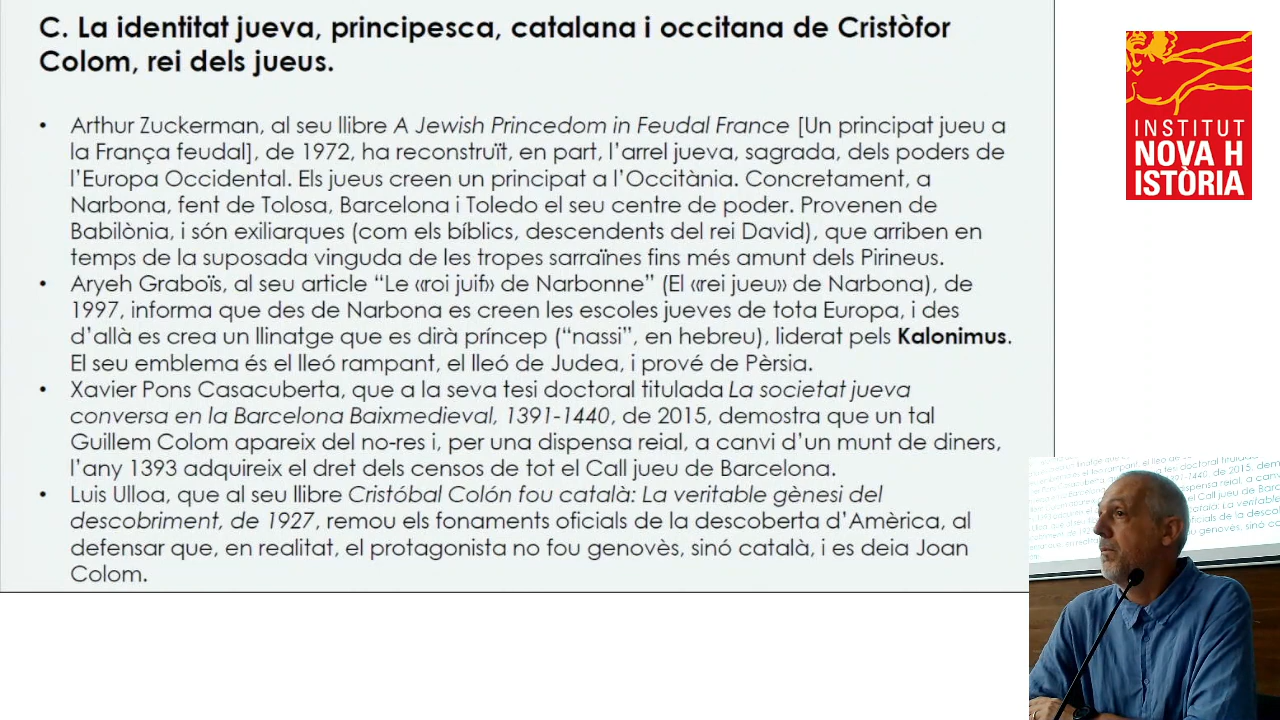 C. La identitat jueva, principesca, catalana i occitana de Cristòfor
Colom, rei dels jueus.
• Arthur Zuckerman, al seu llibre A Jewish Princedom in Feudal France [Un principat jueu a
la França feudal], de 1972, ha reconstruït, en part, l’arrel jueva, sagrada, dels poders de
l’Europa Occidental. Els jueus creen un principat a l’Occitània. Concretament, a
Narbona, fent de Tolosa, Barcelona i Toledo el seu centre de poder. Provenen de
Babilònia, i són exiliarques (com els bíblics, descendents del rei David), que arriben en
temps de la suposada vinguda de les tropes sarraïnes fins més amunt dels Pirineus.
• Aryeh Graboïs, al seu article “Le «roi juif» de Narbonne” (El «rei jueu» de Narbona), de
1997, informa que des de Narbona es creen les escoles jueves de tota Europa, i des
d’allà es crea un llinatge que es dirà príncep (“nassi”, en hebreu), liderat pels Kalonimus.
El seu emblema és el lleó rampant, el lleó de Judea, i prové de Pèrsia.
• Xavier Pons Casacuberta, que a la seva tesi doctoral titulada La societat jueva
conversa en la Barcelona Baixmedieval, 1391-1440, de 2015, demostra que un tal
Guillem Colom apareix del no-res i, per una dispensa reial, a canvi d’un munt de diners,
l’any 1393 adquireix el dret dels censos de tot el Call jueu de Barcelona.
• Luis Ulloa, que al seu llibre Cristóbal Colón fou català: La veritable gènesi del
descobriment, de 1927, remou els fonaments oficials de la descoberta d’Amèrica, al
defensar que, en realitat, el protagonista no fou genovès, sinó català, i es deia Joan
Colom.
INSTITUT
NOVA H
ISTÒRIA